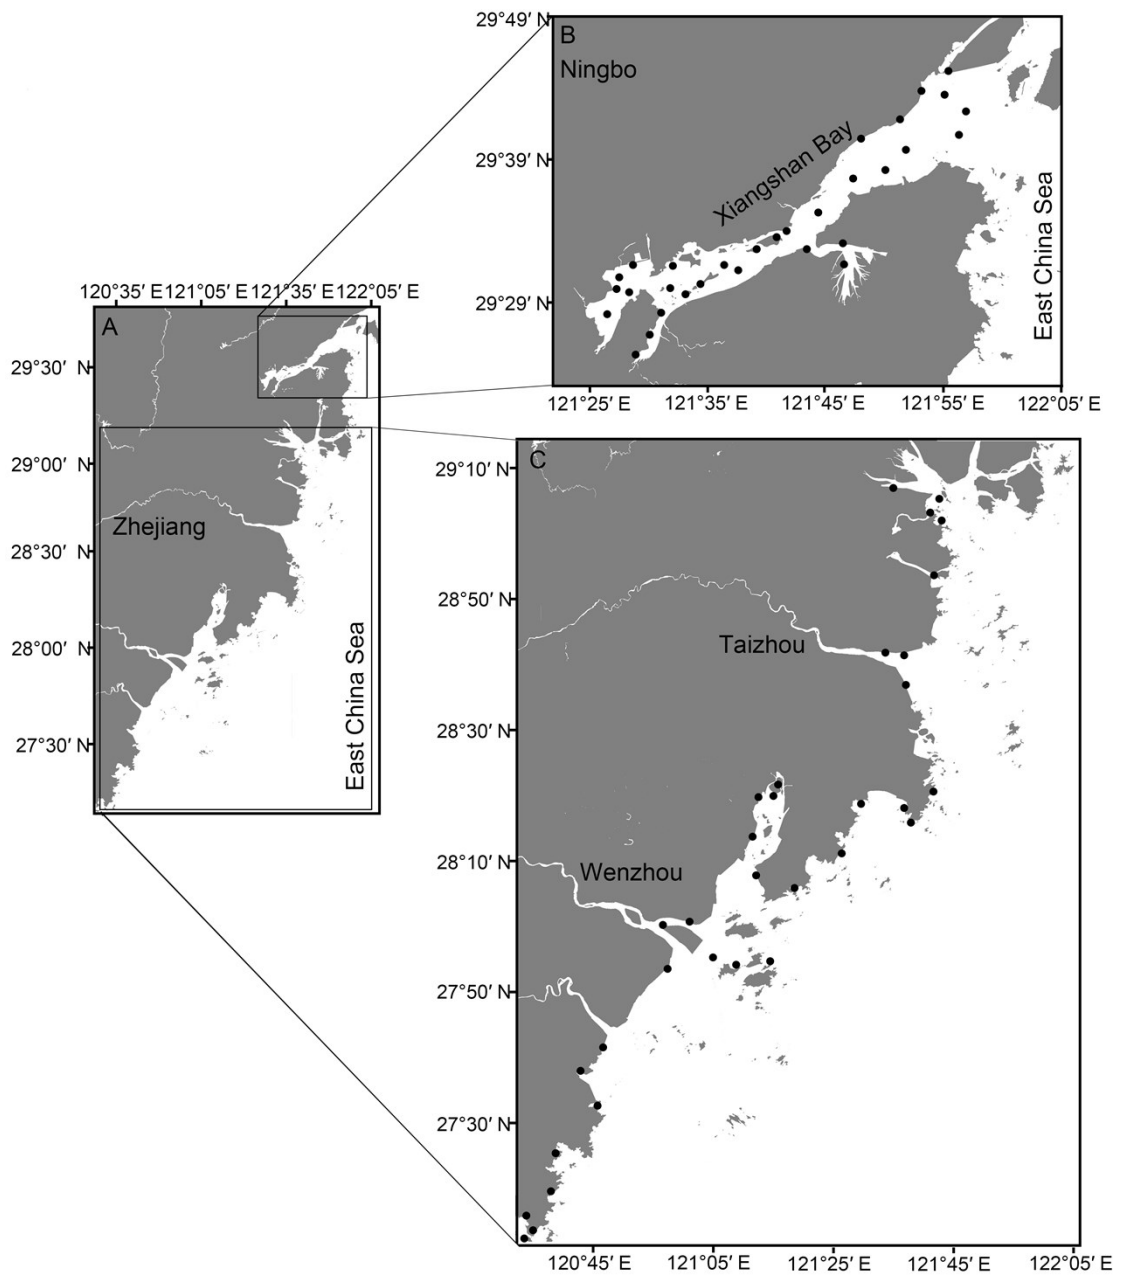 29°49′ N
B
Ningbo
Xiangshan Bay
29°39′ N
29°29′ N
East China Sea
121°25′ E 121°35′ E 121°45′ E 121°55′ E 122°05′ E
120°35′ E 121°05′ E 121°35′ E 122°05′ E
A
29°30′ N
29°00′ N
Zhejiang
28°30′ N
28°00′ N
27°30′ N
East China Sea
C
29°10′ N
28°50′ N
Taizhou
28°30′ N
28°10′ N
Wenzhou
27°50′ N
27°30′ N
120°45′ E 121°05′ E 121°25′ E 121°45′ E 122°05′ E